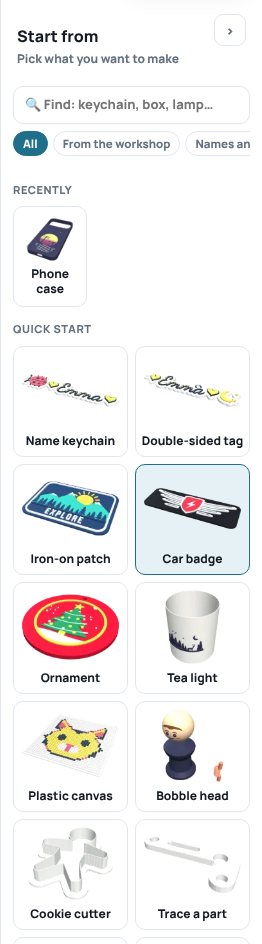 Start from
›
Pick what you want to make
🔍 Find: keychain, box, lamp…
All
From the workshop
Names an
RECENTLY
Phone
case
QUICK START
Emma
Emma
Name keychain
Double-sided tag
EXPLORE
Iron-on patch
Car badge
Ornament
Tea light
Plastic canvas
Bobble head
Cookie cutter
Trace a part